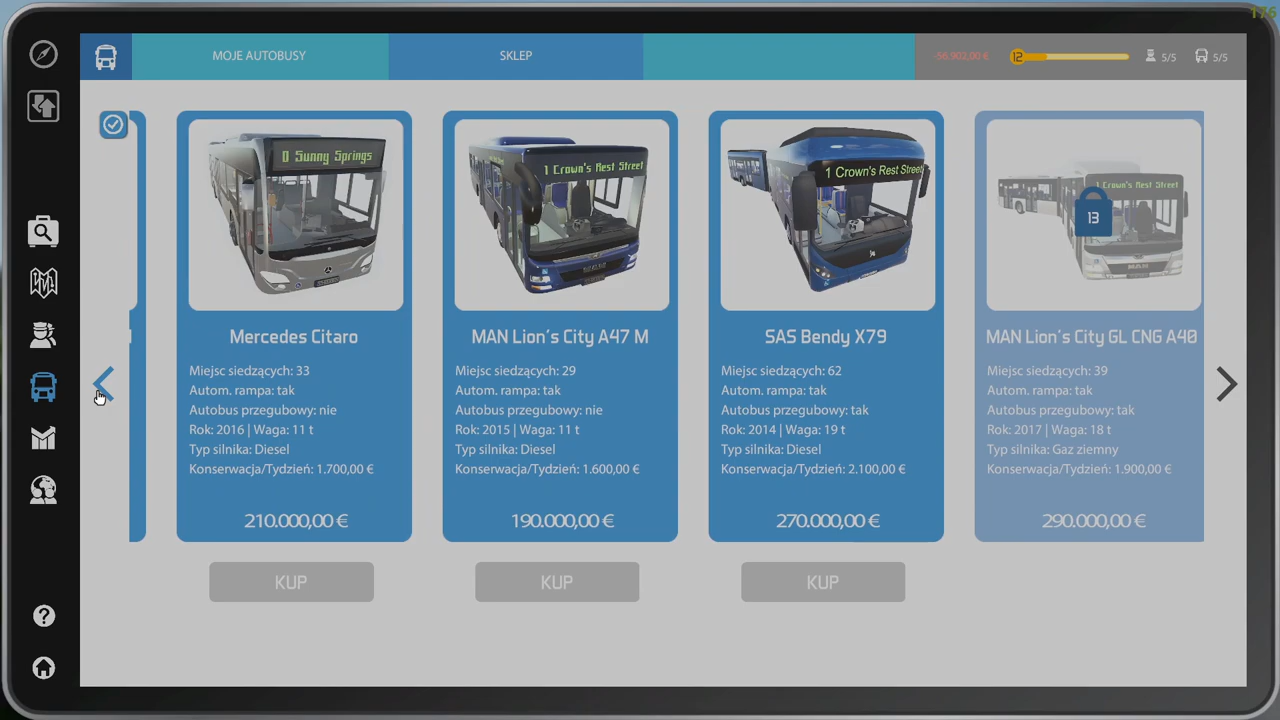 175
MOJE AUTOBUSY
SKLEP
-56.902,00 €
12
5/5
5/5
0 Sunny Springs
1 Crown's Rest Street
1 Crown's Rest Street
1 Crown's Rest Street
13
Mercedes Citaro
Miejsc siedzących: 33
Autom. rampa: tak
Autobus przegubowy: nie
Rok: 2016 | Waga: 11 t
Typ silnika: Diesel
Konserwacja/Tydzień: 1.700,00 €
210.000,00 €
KUP
MAN Lion's City A47 M
Miejsc siedzących: 29
Autom. rampa: tak
Autobus przegubowy: nie
Rok: 2015 | Waga: 11 t
Typ silnika: Diesel
Konserwacja/Tydzień: 1.600,00 €
190.000,00 €
KUP
SAS Bendy X79
Miejsc siedzących: 62
Autom. rampa: tak
Autobus przegubowy: tak
Rok: 2014 | Waga: 19 t
Typ silnika: Diesel
Konserwacja/Tydzień: 2.100,00 €
270.000,00 €
KUP
MAN Lion's City GL CNG A40
Miejsc siedzących: 39
Autom. rampa: tak
Autobus przegubowy: tak
Rok: 2017 | Waga: 18 t
Typ silnika: Gaz ziemny
Konserwacja/Tydzień: 1.900,00 €
290.000,00 €